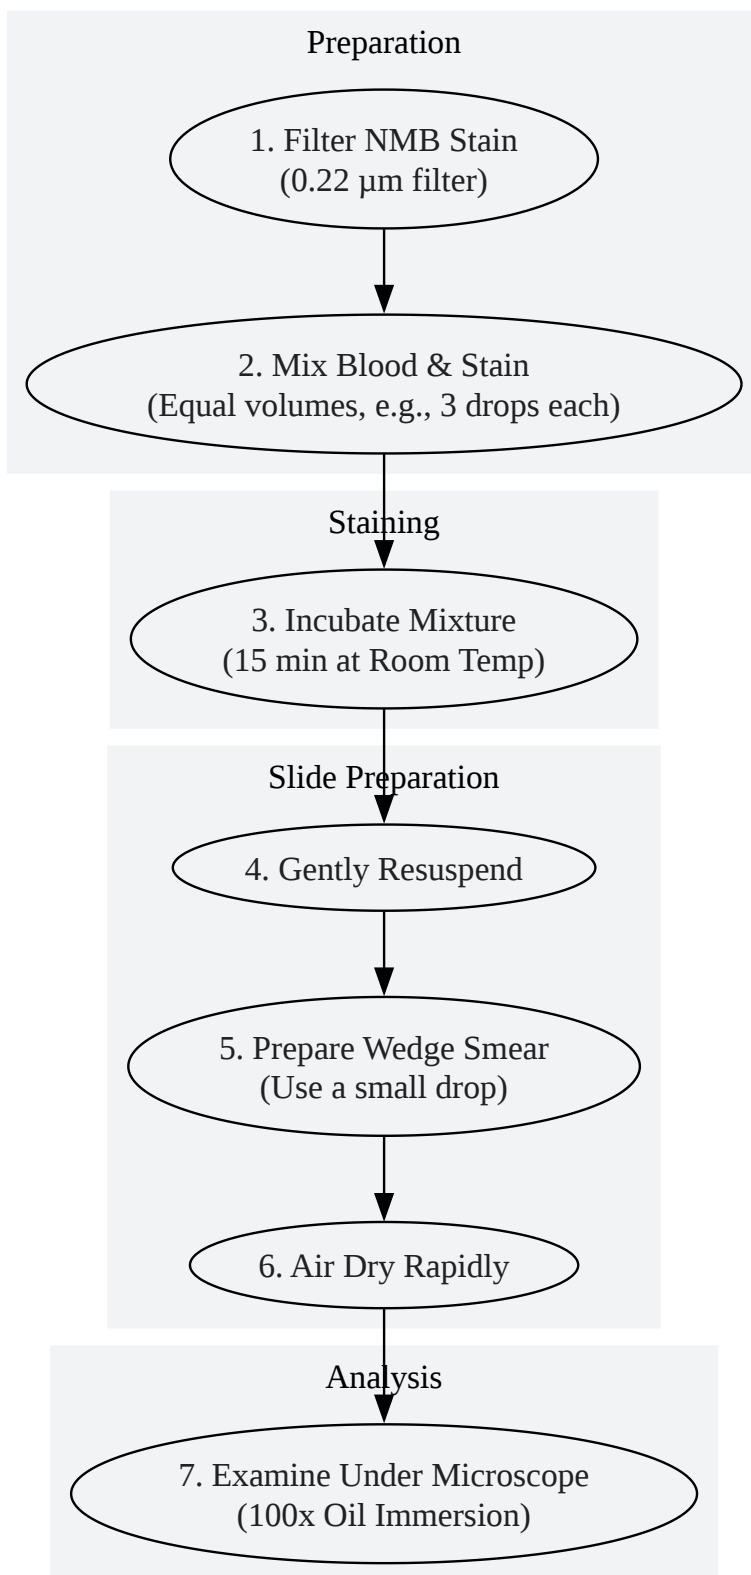 Preparation
1. Filter NMB Stain
(0.22 µm filter)
2. Mix Blood & Stain
(Equal volumes, e.g., 3 drops each)
Staining
3. Incubate Mixture
(15 min at Room Temp)
Slide Preparation
4. Gently Resuspend
5. Prepare Wedge Smear
(Use a small drop)
6. Air Dry Rapidly
Analysis
7. Examine Under Microscope
(100x Oil Immersion)